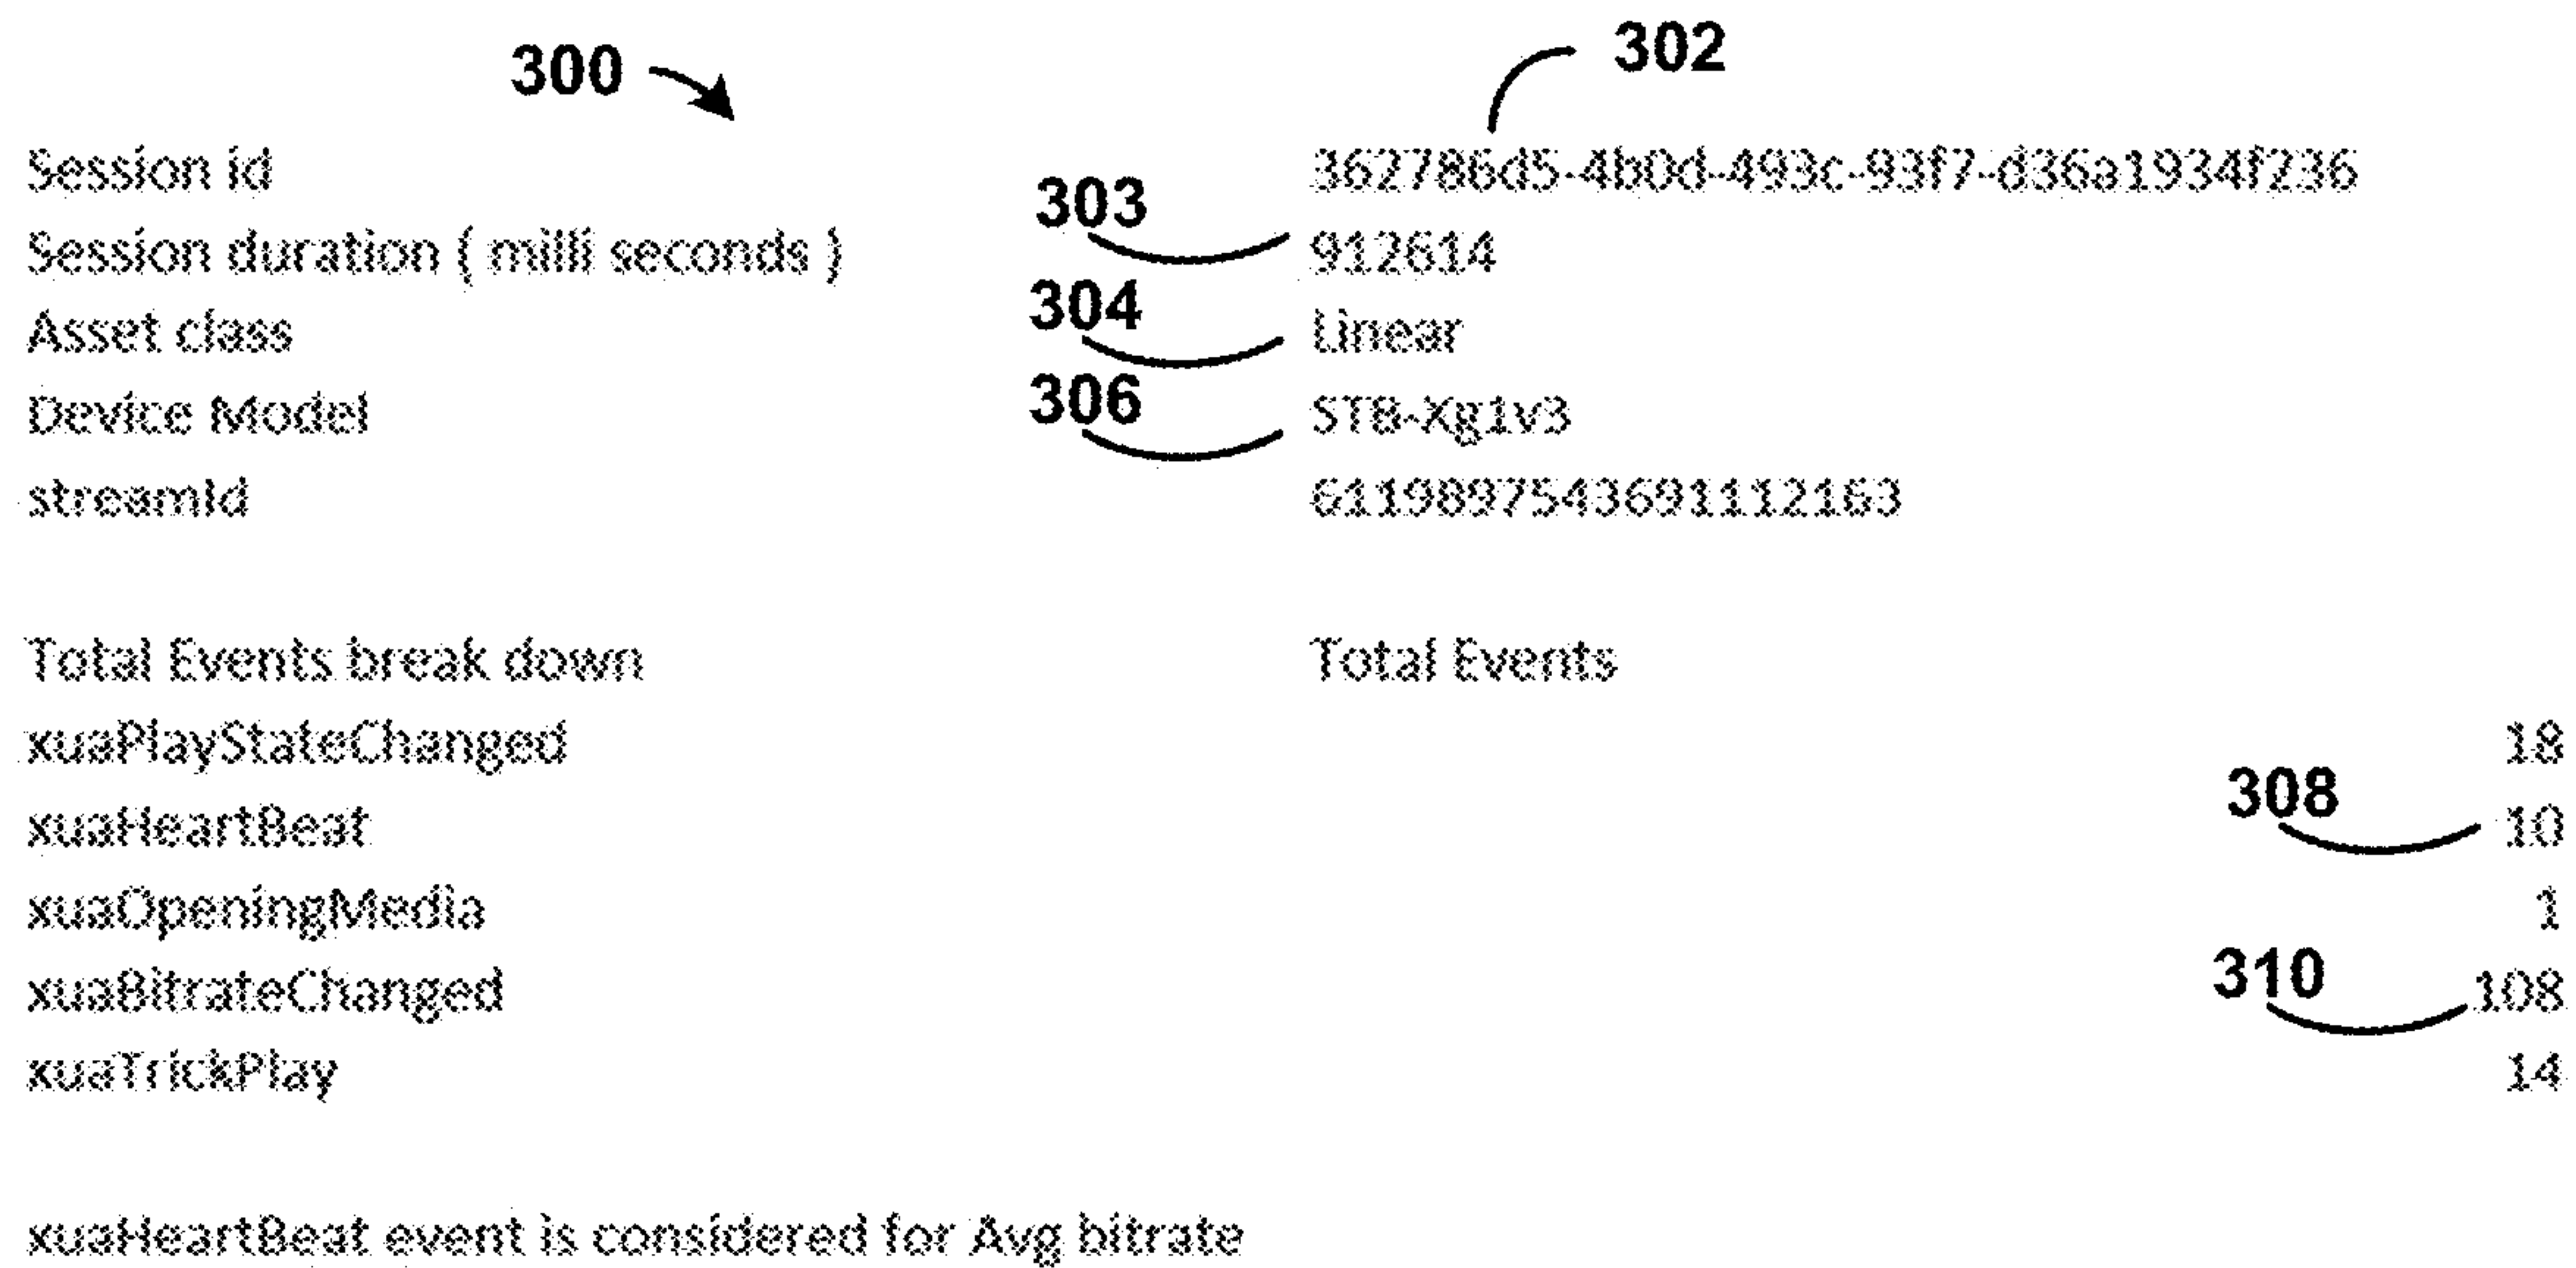 300
302
Session id 362786d5-4b0d-493c-93f7-d36a1934f236
303
Session duration ( milli seconds ) 912614
304
Asset class Linear
306
Device Model STB-Xg1v3
streamId 6119897543691112163
Total Events break down Total Events
xuaPlayStateChanged 18
308
xuaHeartBeat 10
xuaOpeningMedia 1
310
xuaBitrateChanged 108
xuaTrickPlay 14
xuaHeartBeat event is considered for Avg bitrate